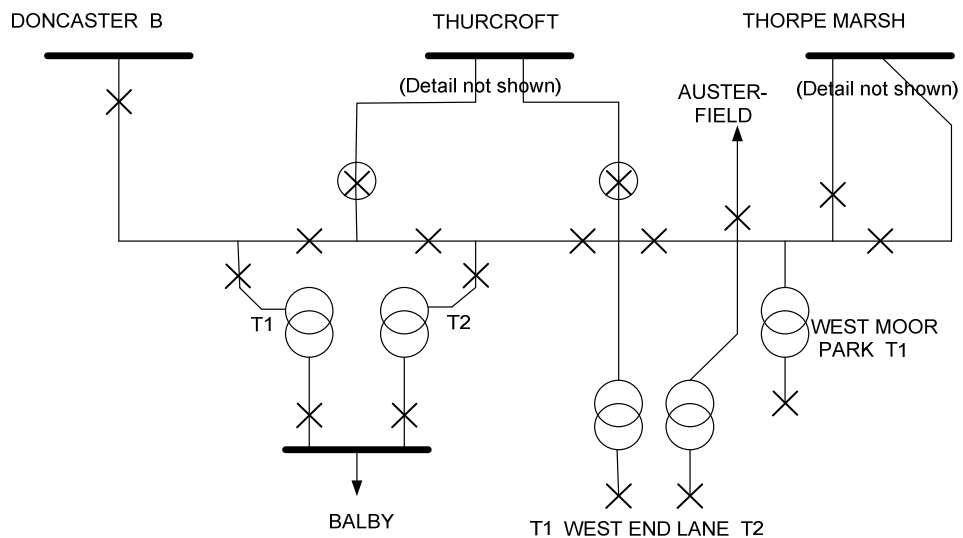 DONCASTER B
THURCROFT
THORPE MARSH
(Detail not shown)
(Detail not shown)
AUSTER-
FIELD
T1
T2
WEST MOOR
PARK T1
BALBY
T1 WEST END LANE T2